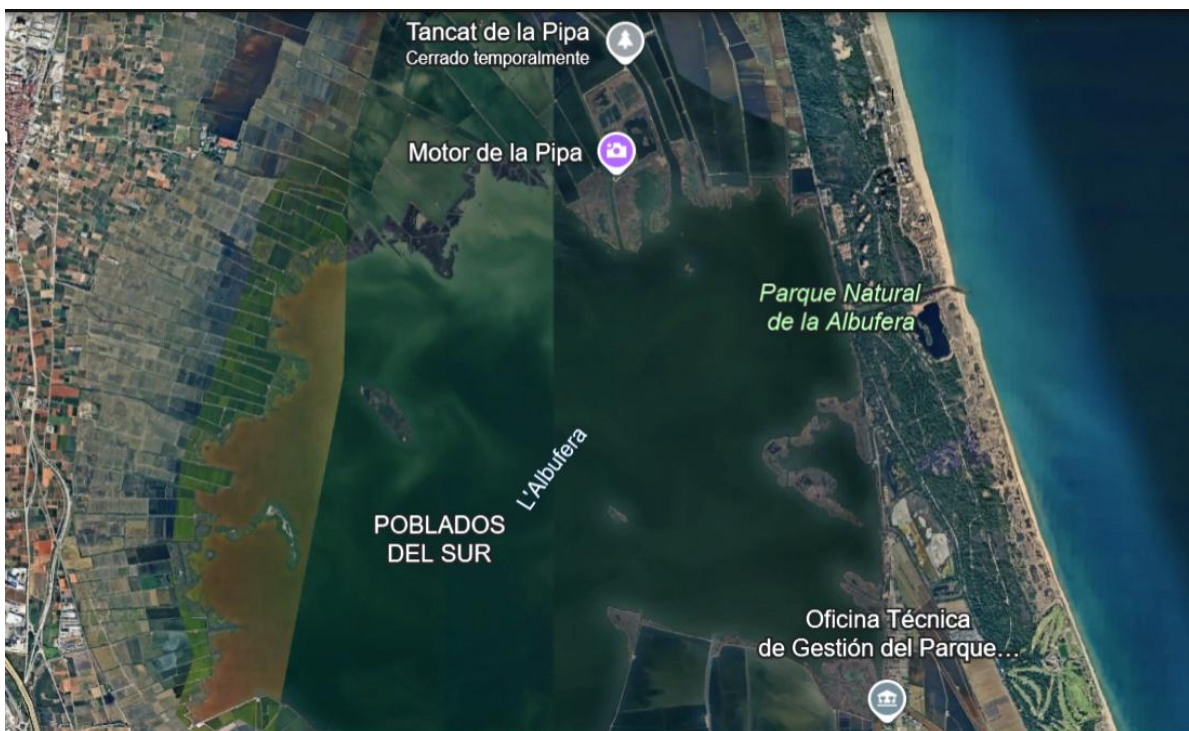 Tancat de la Pipa
Cerrado temporalmente
Motor de la Pipa
Parque Natural
de la Albufera
L'Albufera
POBLADOS
DEL SUR
Oficina Técnica
de Gestión del Parque...